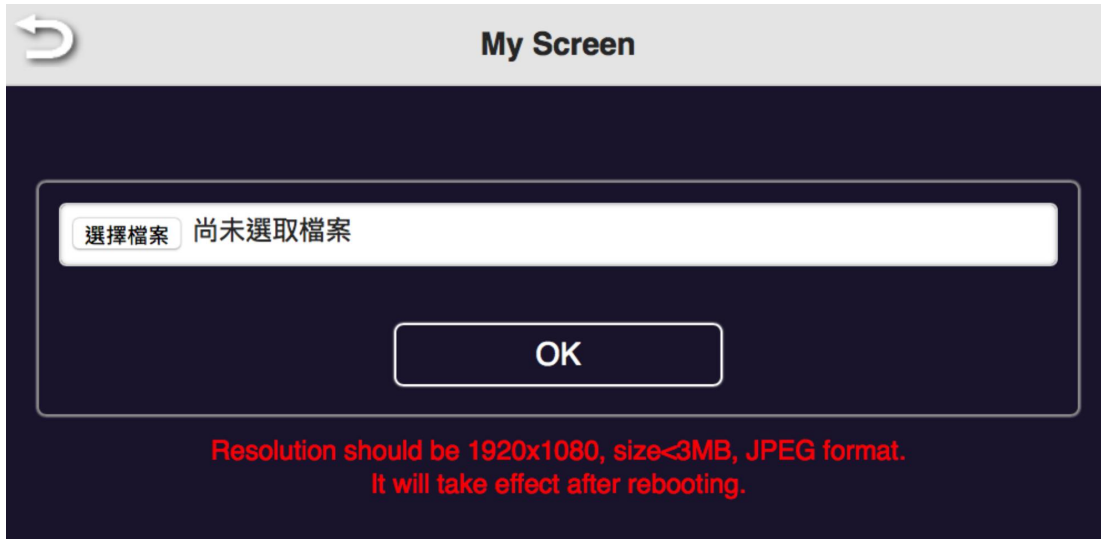 My Screen
選擇檔案 尚未選取檔案
OK
Resolution should be 1920x1080, size<3MB, JPEG format.
It will take effect after rebooting.